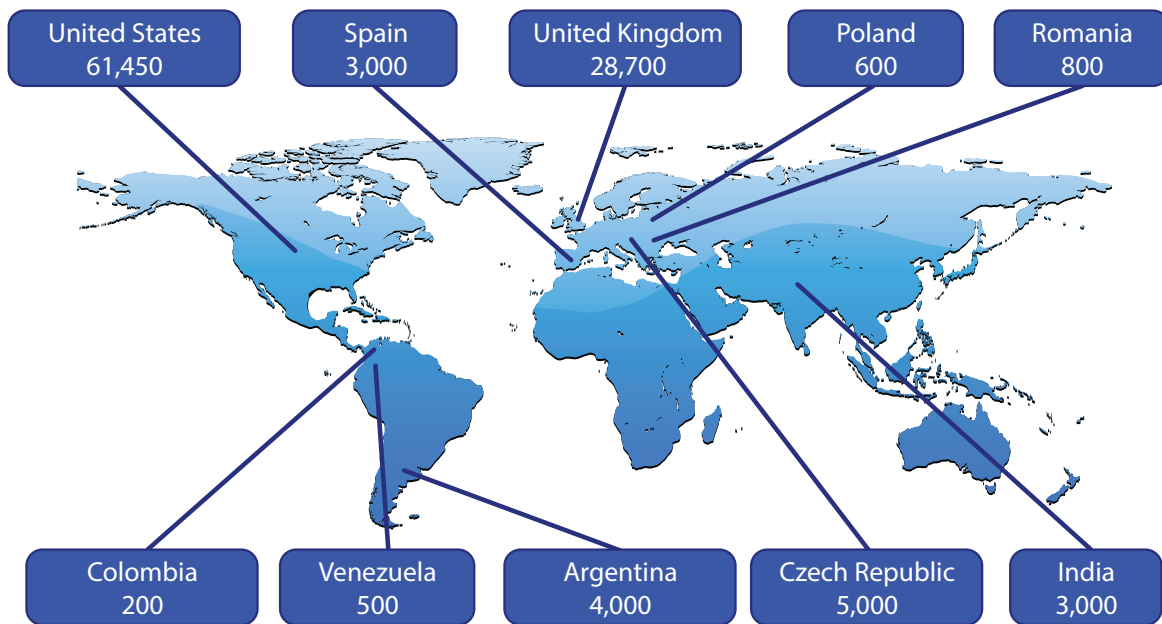 United States
61,450
Spain
3,000
United Kingdom
28,700
Poland
600
Romania
800
Colombia
200
Venezuela
500
Argentina
4,000
Czech Republic
5,000
India
3,000